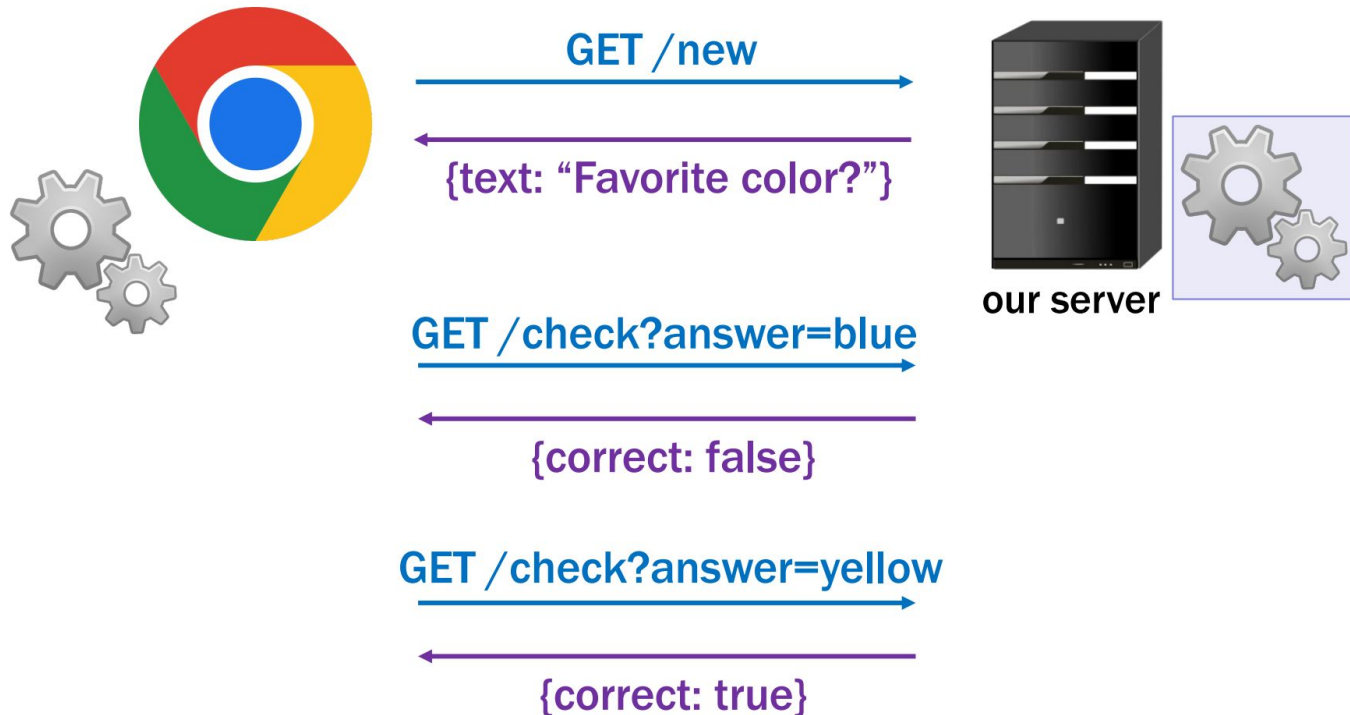 GET /new
{text: “Favorite color?”}
our server
GET /check?answer=blue
{correct: false}
GET /check?answer=yellow
{correct: true}